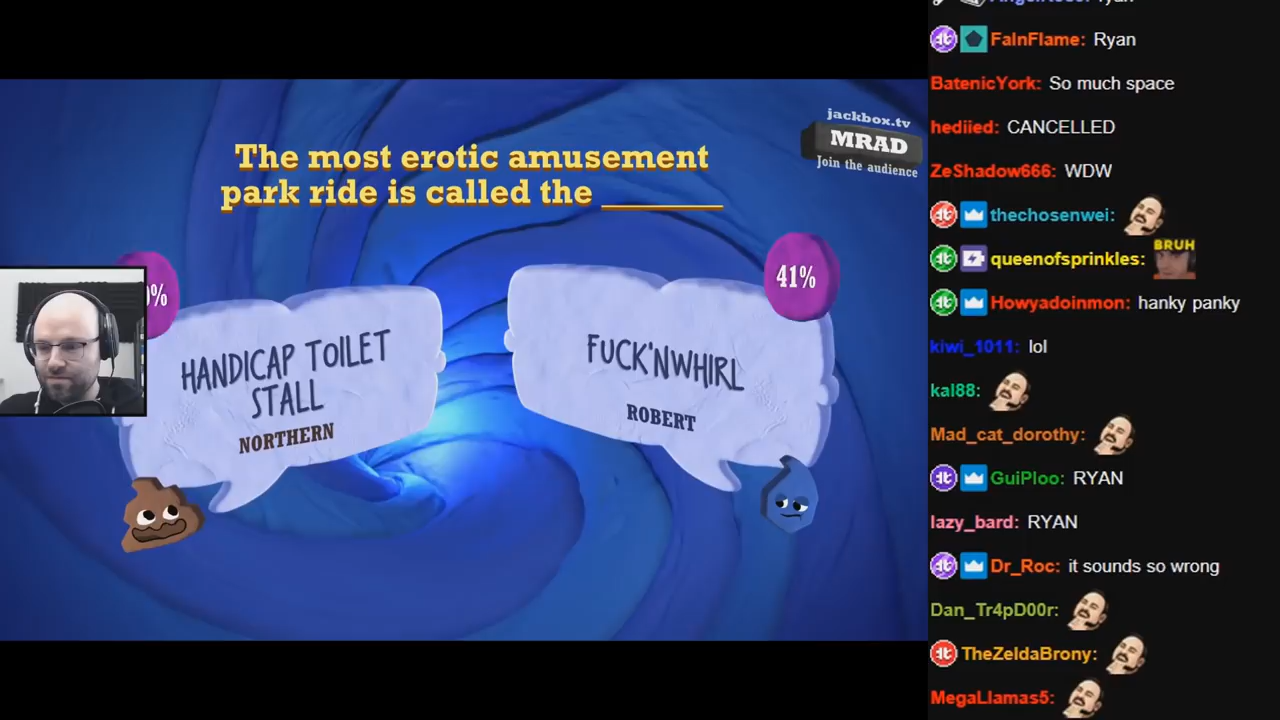 The most erotic amusement
park ride is called the ________
jackbox.tv
MRAD
Join the audience
%
HANDICAP TOILET
STALL
NORTHERN
41%
FUCK'NWHIRL
ROBERT
FalnFlame: Ryan
BatenicYork: So much space
hediied: CANCELLED
ZeShadow666: WDW
thechosenwei:
queenofsprinkles: BRUH
Howyadoinmon: hanky panky
kiwi_1011: lol
kal88:
Mad_cat_dorothy:
GuiPloo: RYAN
lazy_bard: RYAN
Dr_Roc: it sounds so wrong
Dan_Tr4pD00r:
TheZeldaBrony:
MegaLlamas5: